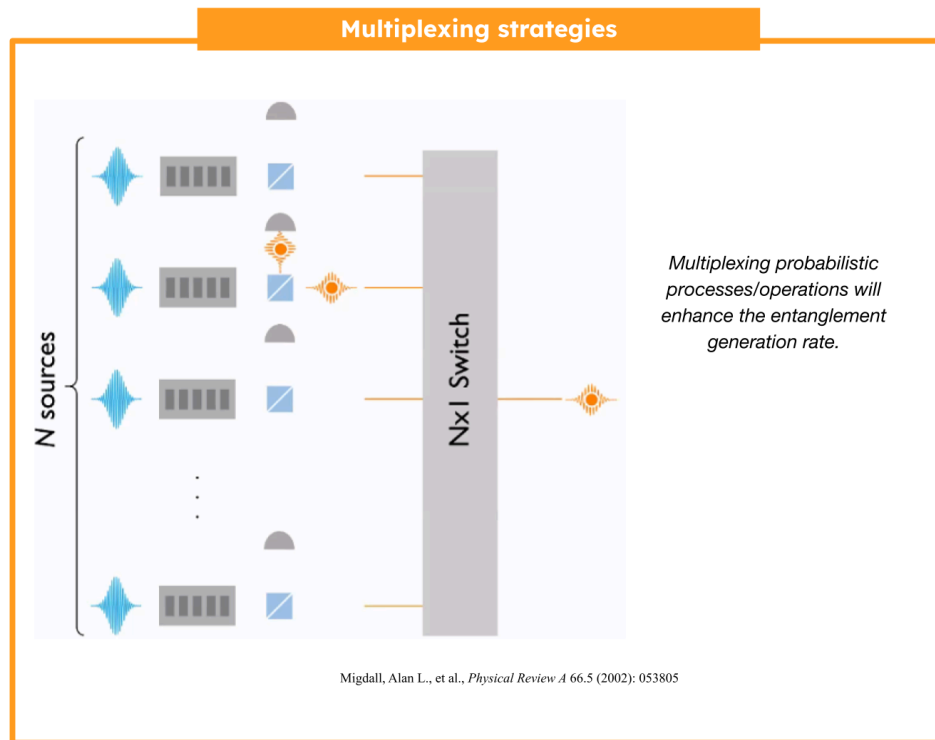 Multiplexing strategies
N sources
Nx1 Switch
Multiplexing probabilistic
processes/operations will
enhance the entanglement
generation rate.
Migdall, Alan L., et al., Physical Review A 66.5 (2002): 053805